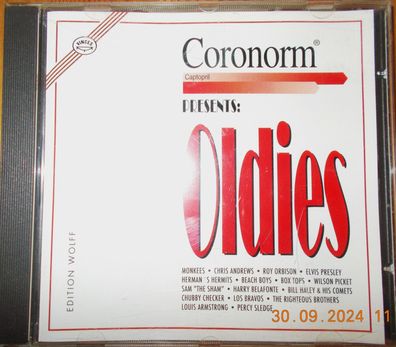 Coronorm®
Captopril
PRESENTS:
Oldies
MONKEES • CHRIS ANDREWS • ROY ORBISON • ELVIS PRESLEY
HERMAN´S HERMITS • BEACH BOYS • BOX TOPS • WILSON PICKET
SAM "THE SHAM" • HARRY BELAFONTE • BILL HALEY & HIS COMETS
CHUBBY CHECKER • LOS BRAVOS • THE RIGHTEOUS BROTHERS
LOUIS ARMSTRONG • PERCY SLEDGE
EDITION WOLFF
30.09.2024 11